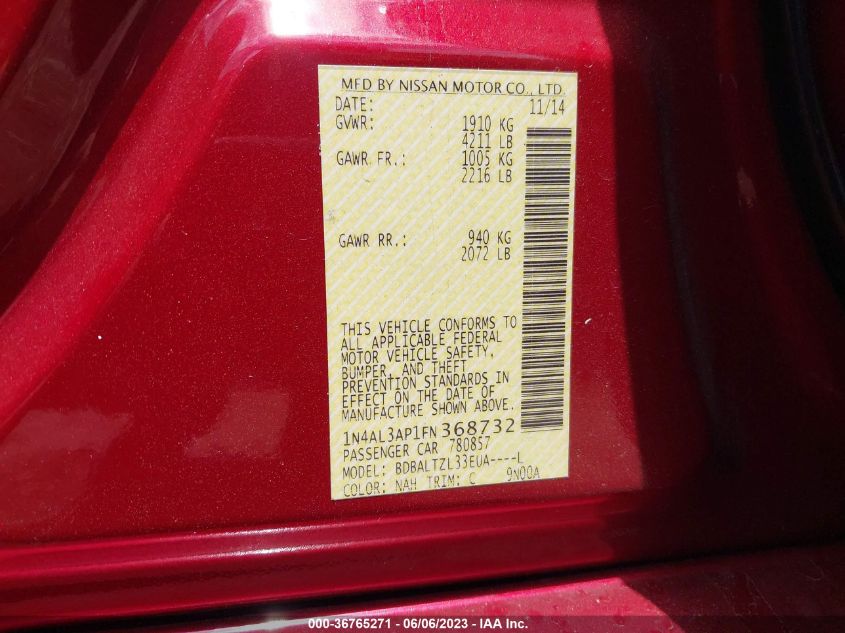 MFD BY NISSAN MOTOR CO., LTD.
DATE: 11/14
GVWR: 1910 KG
4211 LB
GAWR FR.: 1005 KG
2216 LB
GAWR RR.: 940 KG
2072 LB
THIS VEHICLE CONFORMS TO
ALL APPLICABLE FEDERAL
MOTOR VEHICLE SAFETY,
BUMPER, AND THEFT
PREVENTION STANDARDS IN
EFFECT ON THE DATE OF
MANUFACTURE SHOWN ABOVE.
1N4AL3AP1FN368732
PASSENGER CAR 780857
MODEL: BDBALTZL33EUA----L
COLOR: NAH TRIM: C 9N00A
000-36765271 - 06/06/2023 - IAA Inc.